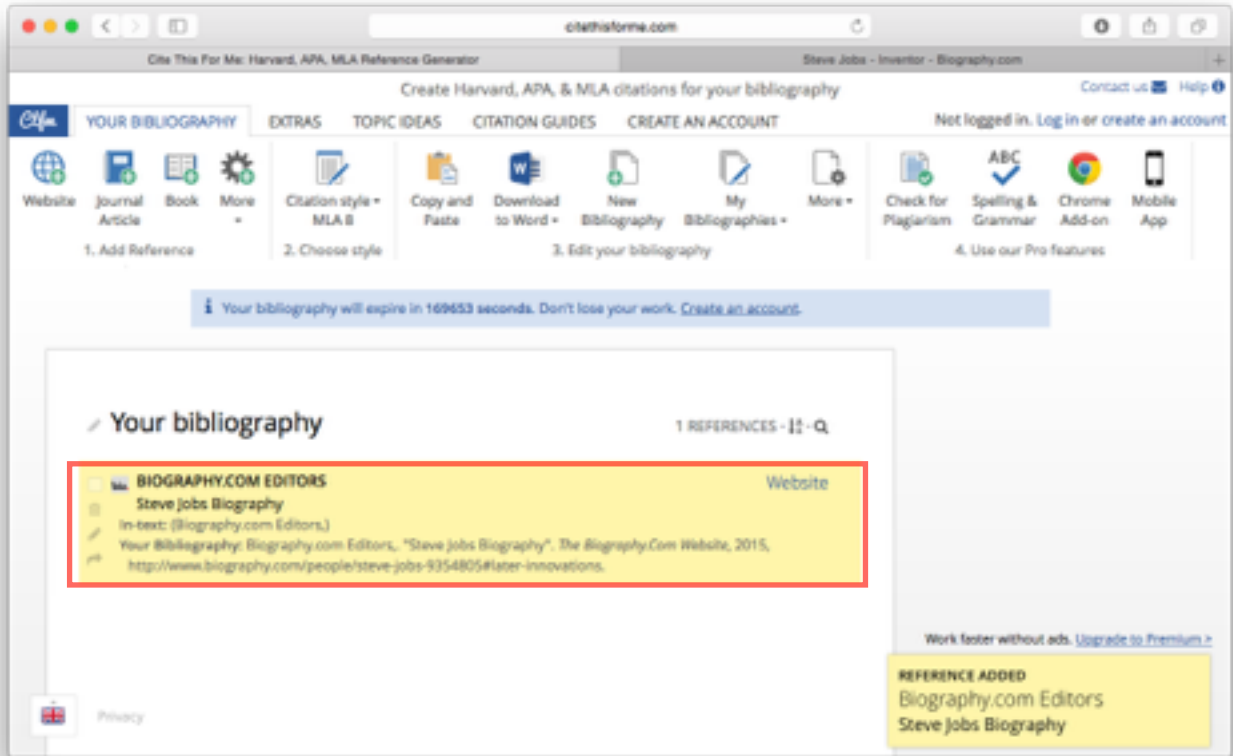 citethisforme.com
Cite This For Me: Harvard, APA, MLA Reference Generator
Steve Jobs - Inventor - Biography.com
Create Harvard, APA, & MLA citations for your bibliography
Contact us Help
Ctfm YOUR BIBLIOGRAPHY EXTRAS TOPIC IDEAS CITATION GUIDES CREATE AN ACCOUNT Not logged in. Log in or create an account
Website Journal Article Book More
Citation style MLA 8
Copy and Paste Download to Word New Bibliography My Bibliographies More
Check for Plagiarism ABC Spelling & Grammar Chrome Add-on Mobile App
1. Add Reference 2. Choose style 3. Edit your bibliography 4. Use our Pro features
i Your bibliography will expire in 169653 seconds. Don't lose your work. Create an account.
Your bibliography
1 REFERENCES
BIOGRAPHY.COM EDITORS Website
Steve Jobs Biography
In-text: (Biography.com Editors,)
Your Bibliography: Biography.com Editors,. "Steve Jobs Biography". The Biography.Com Website, 2015,
http://www.biography.com/people/steve-jobs-9354805#later-innovations.
Work faster without ads. Upgrade to Premium >
REFERENCE ADDED
Biography.com Editors
Steve Jobs Biography
Privacy